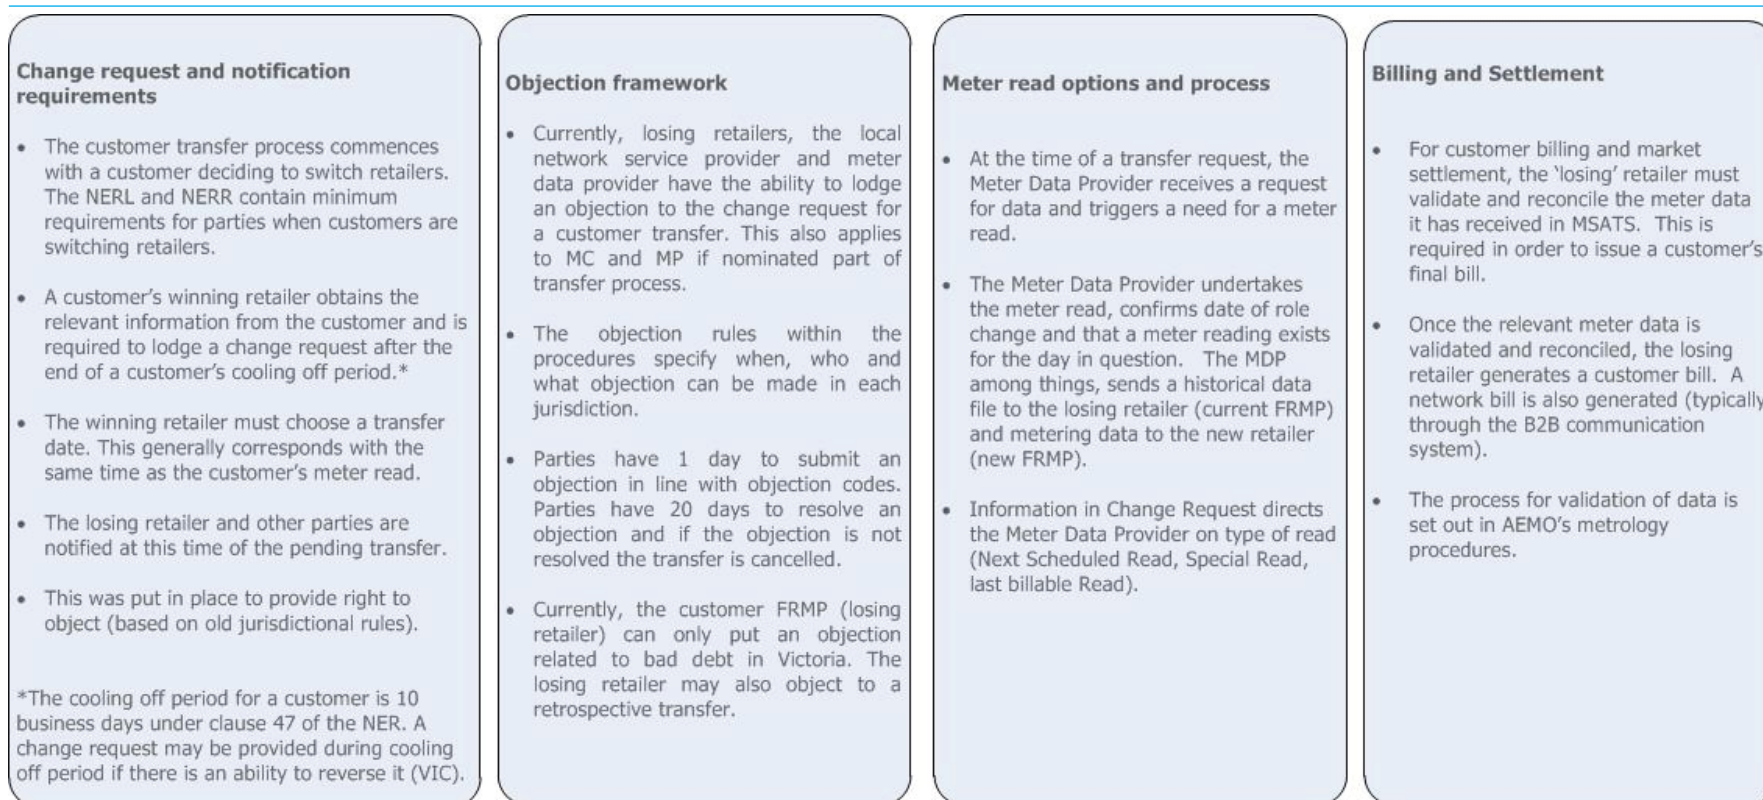 Change request and notification
requirements
• The customer transfer process commences
with a customer deciding to switch retailers.
The NERL and NERR contain minimum
requirements for parties when customers are
switching retailers.
• A customer's winning retailer obtains the
relevant information from the customer and is
required to lodge a change request after the
end of a customer's cooling off period.*
• The winning retailer must choose a transfer
date. This generally corresponds with the
same time as the customer's meter read.
• The losing retailer and other parties are
notified at this time of the pending transfer.
• This was put in place to provide right to
object (based on old jurisdictional rules).
*The cooling off period for a customer is 10
business days under clause 47 of the NER. A
change request may be provided during cooling
off period if there is an ability to reverse it (VIC).
Objection framework
• Currently, losing retailers, the local
network service provider and meter
data provider have the ability to lodge
an objection to the change request for
a customer transfer. This also applies
to MC and MP if nominated part of
transfer process.
• The objection rules within the
procedures specify when, who and
what objection can be made in each
jurisdiction.
• Parties have 1 day to submit an
objection in line with objection codes.
Parties have 20 days to resolve an
objection and if the objection is not
resolved the transfer is cancelled.
• Currently, the customer FRMP (losing
retailer) can only put an objection
related to bad debt in Victoria. The
losing retailer may also object to a
retrospective transfer.
Meter read options and process
• At the time of a transfer request, the
Meter Data Provider receives a request
for data and triggers a need for a meter
read.
• The Meter Data Provider undertakes
the meter read, confirms date of role
change and that a meter reading exists
for the day in question. The MDP
among things, sends a historical data
file to the losing retailer (current FRMP)
and metering data to the new retailer
(new FRMP).
• Information in Change Request directs
the Meter Data Provider on type of read
(Next Scheduled Read, Special Read,
last billable Read).
Billing and Settlement
• For customer billing and market
settlement, the 'losing' retailer must
validate and reconcile the meter data
it has received in MSATS. This is
required in order to issue a customer's
final bill.
• Once the relevant meter data is
validated and reconciled, the losing
retailer generates a customer bill. A
network bill is also generated (typically
through the B2B communication
system).
• The process for validation of data is
set out in AEMO's metrology
procedures.